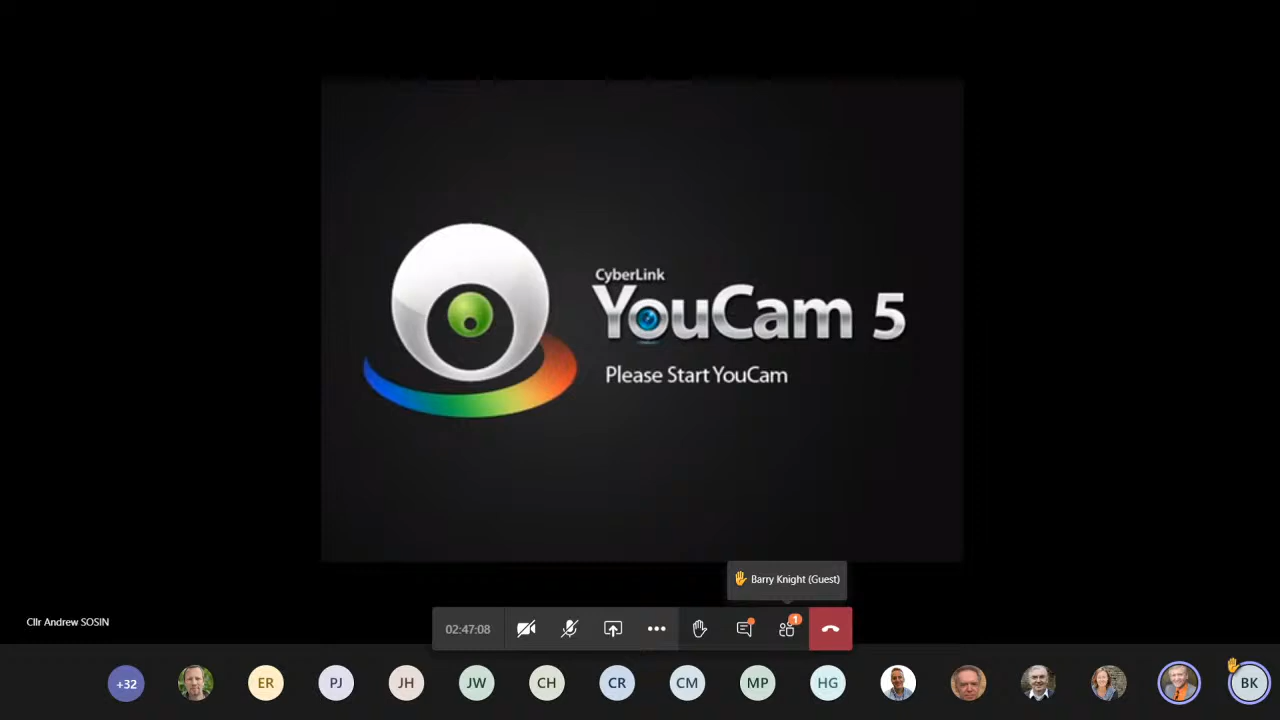 CyberLink
YouCam 5
Please Start YouCam
Barry Knight (Guest)
Cllr Andrew SOSIN
02:47:08
1
+32
ER
PJ
JH
JW
CH
CR
CM
MP
HG
BK